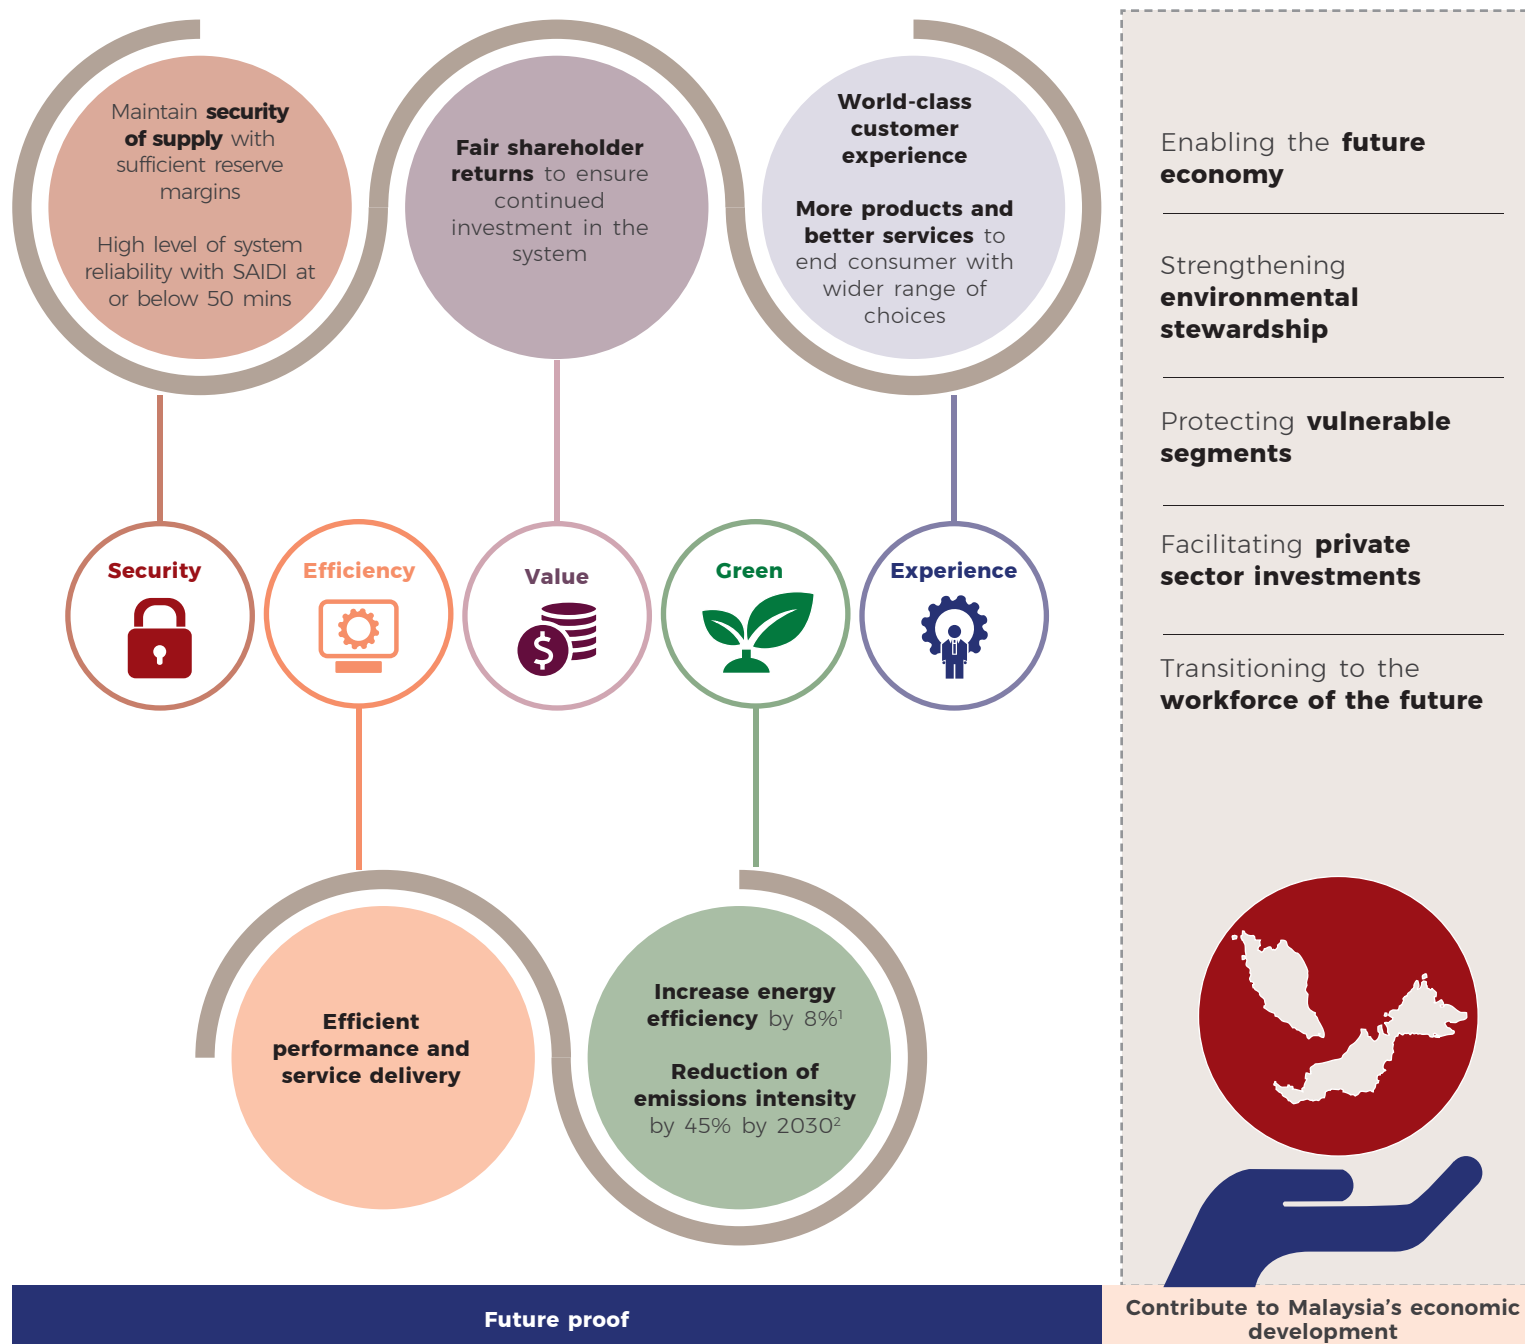 Maintain security
of supply with
sufficient reserve
margins
High level of system
reliability with SAIDI at
or below 50 mins
Fair shareholder
returns to ensure
continued
investment in the
system
World-class
customer
experience
More products and
better services to
end consumer with
wider range of
choices
Security
Efficiency
Value
$
Green
Experience
Efficient
performance and
service delivery
Increase energy
efficiency by 8%¹
Reduction of
emissions intensity
by 45% by 2030²
Future proof
Enabling the future
economy
Strengthening
environmental
stewardship
Protecting vulnerable
segments
Facilitating private
sector investments
Transitioning to the
workforce of the future
Contribute to Malaysia’s economic
development